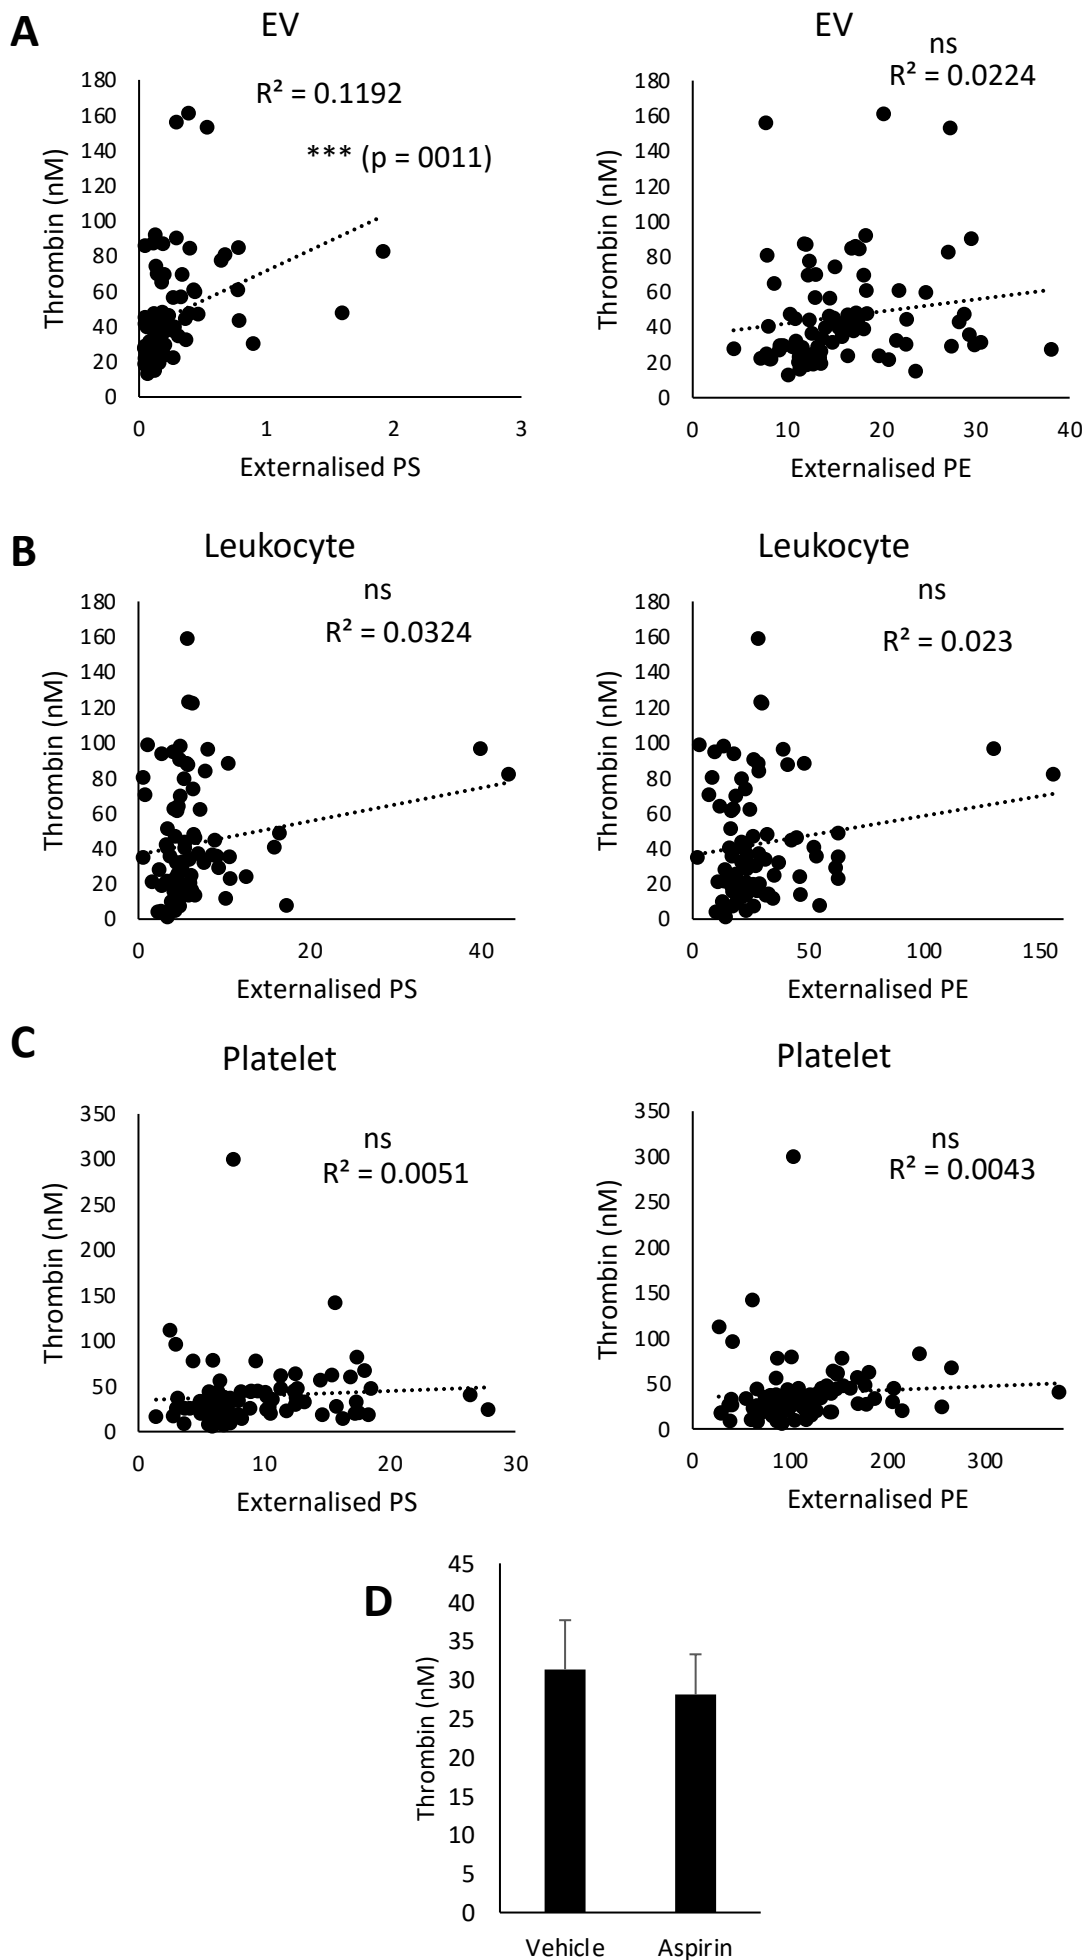 A
EV
R² = 0.1192
*** (p = 0011)
Thrombin (nM)
180
160
140
120
100
80
60
40
20
0
0 1 2 3
Externalised PS
EV
ns
R² = 0.0224
Thrombin (nM)
180
160
140
120
100
80
60
40
20
0
0 10 20 30 40
Externalised PE
B
Leukocyte
ns
R² = 0.0324
Thrombin (nM)
180
160
140
120
100
80
60
40
20
0
0 20 40
Externalised PS
Leukocyte
ns
R² = 0.023
Thrombin (nM)
180
160
140
120
100
80
60
40
20
0
0 50 100 150
Externalised PE
C
Platelet
ns
R² = 0.0051
Thrombin (nM)
350
300
250
200
150
100
50
0
0 10 20 30
Externalised PS
Platelet
ns
R² = 0.0043
Thrombin (nM)
350
300
250
200
150
100
50
0
0 100 200 300
Externalised PE
D
Thrombin (nM)
45
40
35
30
25
20
15
10
5
0
Vehicle Aspirin